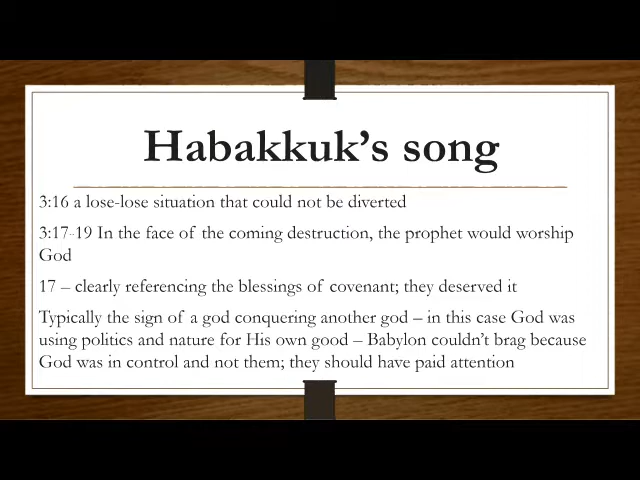 Habakkuk’s song
3:16 a lose-lose situation that could not be diverted
3:17-19 In the face of the coming destruction, the prophet would worship
God
17 – clearly referencing the blessings of covenant; they deserved it
Typically the sign of a god conquering another god – in this case God was
using politics and nature for His own good – Babylon couldn’t brag because
God was in control and not them; they should have paid attention